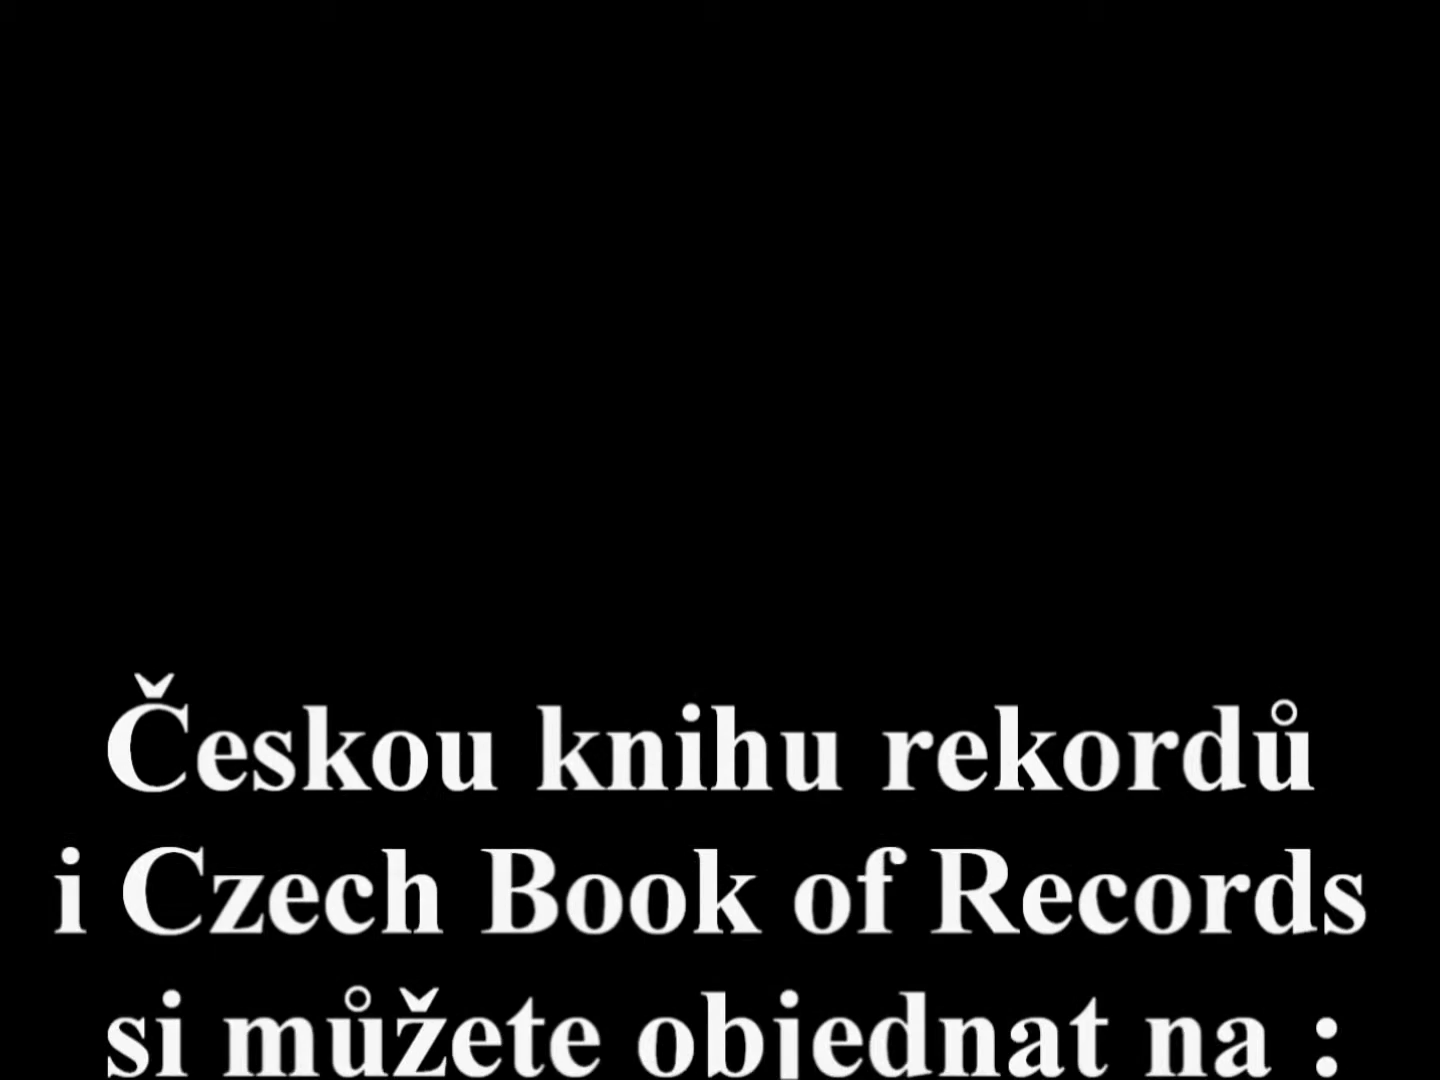 Českou knihu rekordů
i Czech Book of Records
si můžete objednat na :